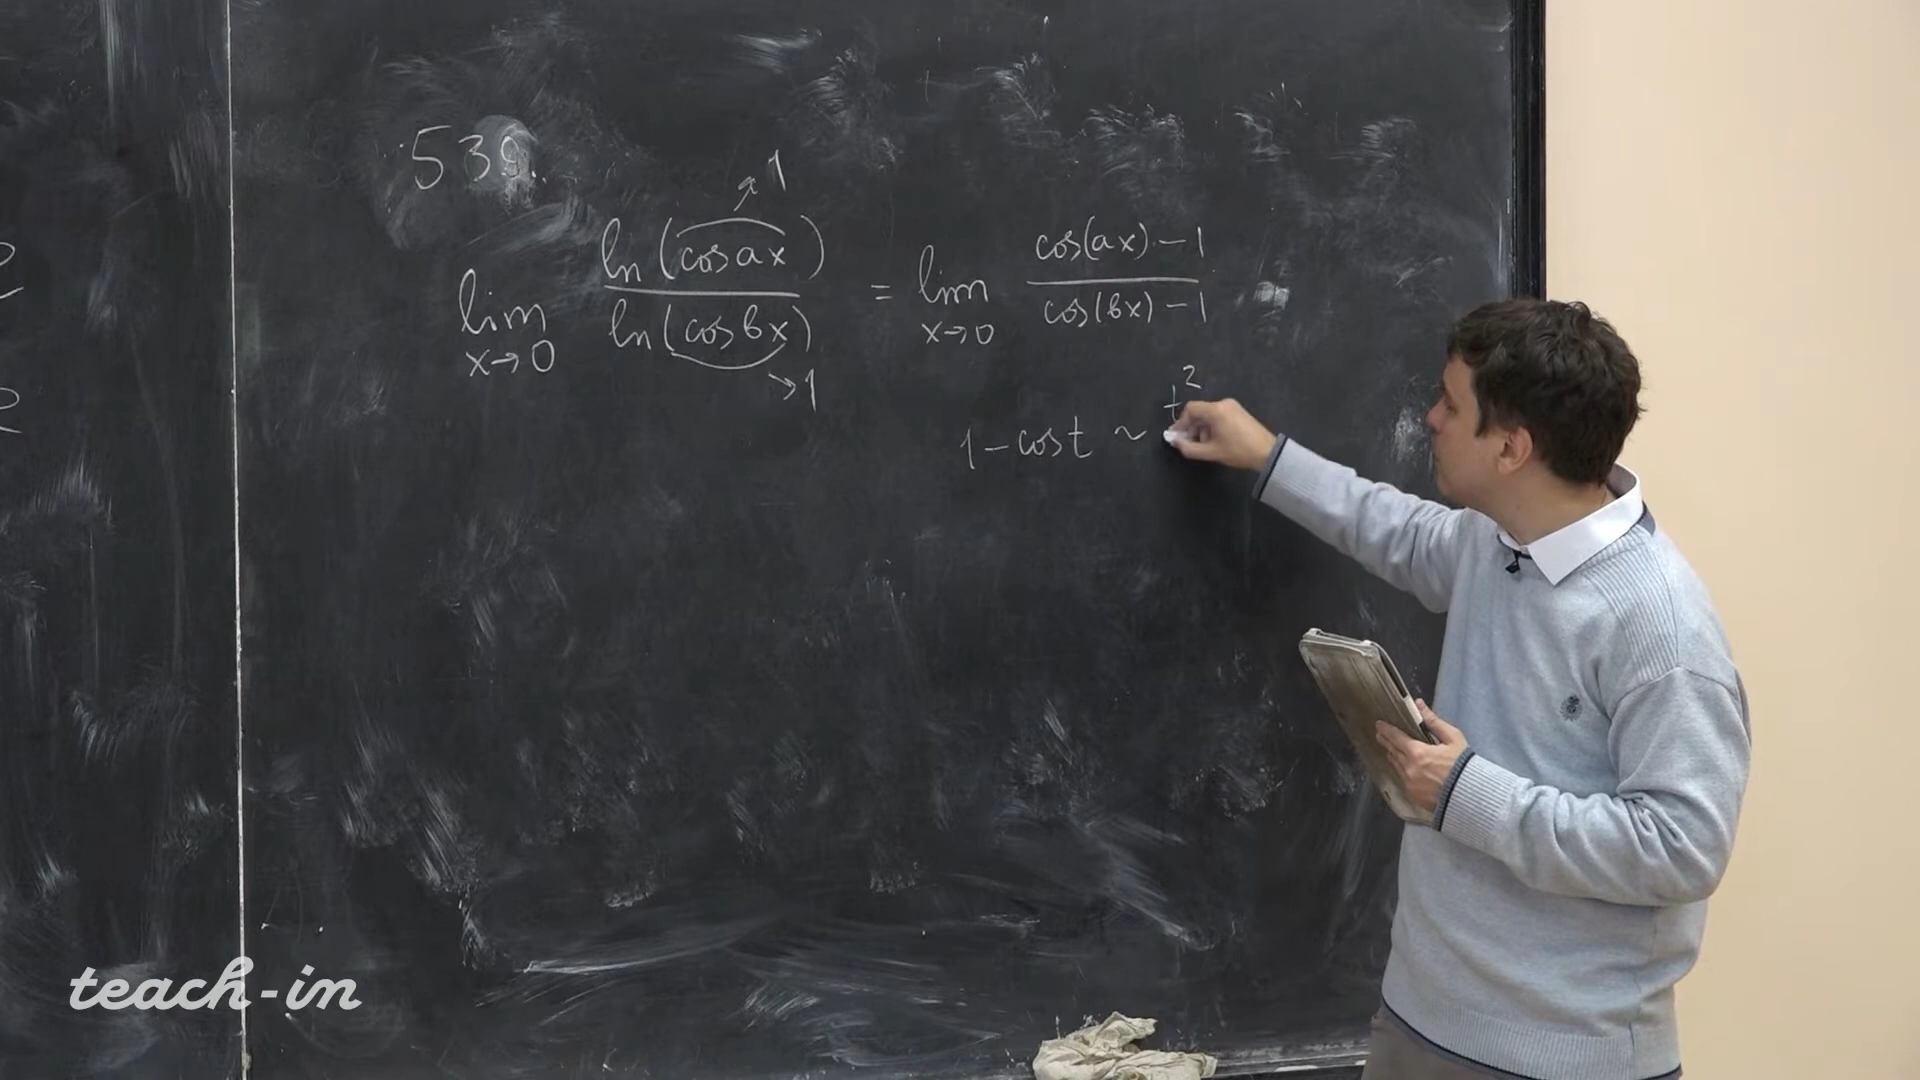 539.
lim x→0 ln(cos ax) / ln(cos bx) = lim x→0 cos(ax) − 1 / cos(bx) − 1
→ 1
→ 1
1 − cos t ~ t²
teach-in